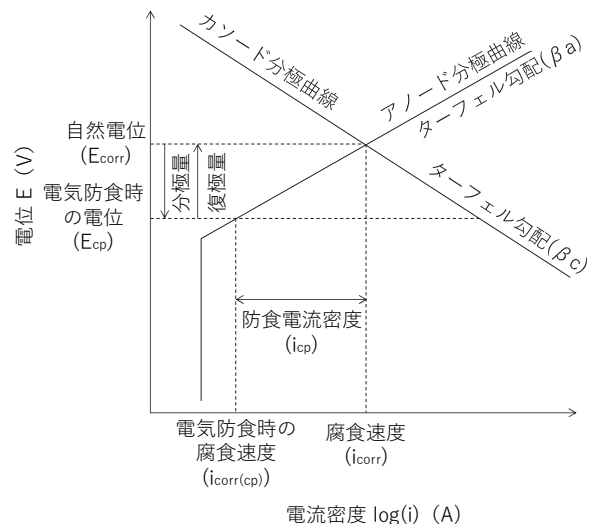 カソード分極曲線
アノード分極曲線
ターフェル勾配(βa)
自然電位
(Ecorr)
分極量
復極量
電位 E（V）
電気防食時
の電位
(Ecp)
ターフェル勾配(βc)
防食電流密度
(icp)
電気防食時の
腐食速度
(icorr(cp))
腐食速度
(icorr)
電流密度 log(i)（A）